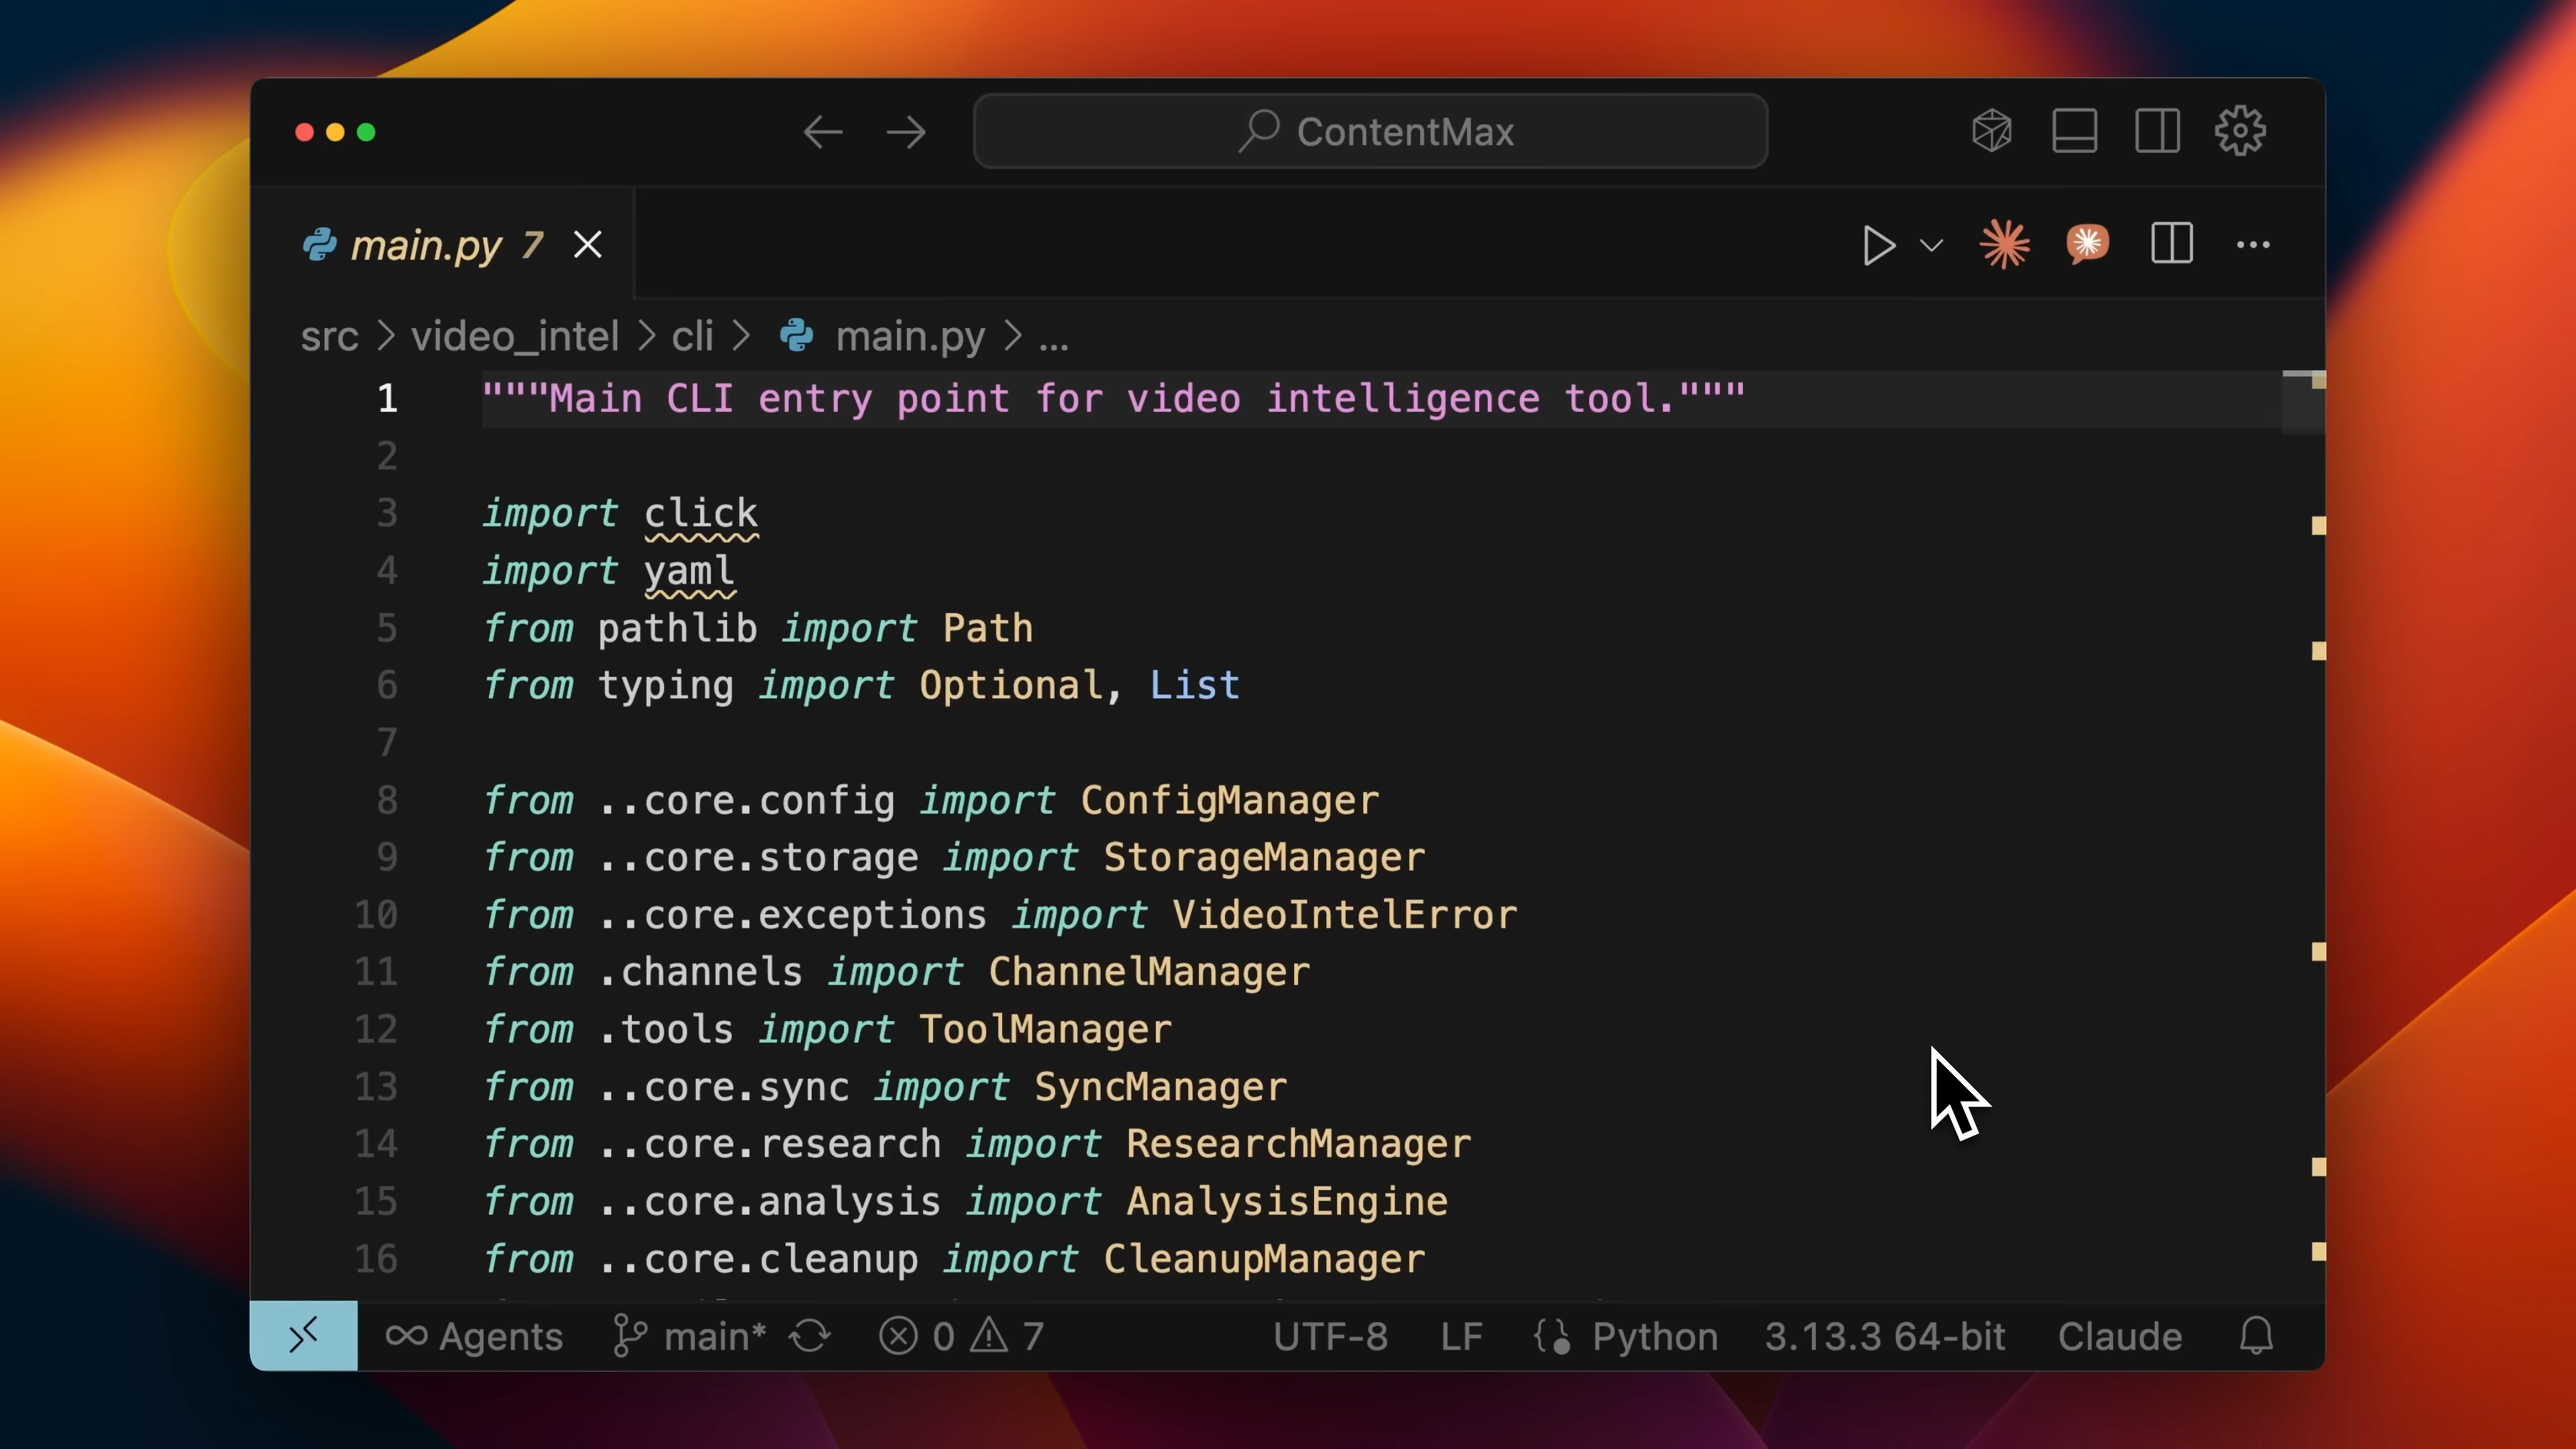 ContentMax
main.py 7
src > video_intel > cli > main.py > ...
1 """Main CLI entry point for video intelligence tool."""
2
3 import click
4 import yaml
5 from pathlib import Path
6 from typing import Optional, List
7
8 from ..core.config import ConfigManager
9 from ..core.storage import StorageManager
10 from ..core.exceptions import VideoIntelError
11 from .channels import ChannelManager
12 from .tools import ToolManager
13 from ..core.sync import SyncManager
14 from ..core.research import ResearchManager
15 from ..core.analysis import AnalysisEngine
16 from ..core.cleanup import CleanupManager
Agents main* 0 7 UTF-8 LF Python 3.13.3 64-bit Claude